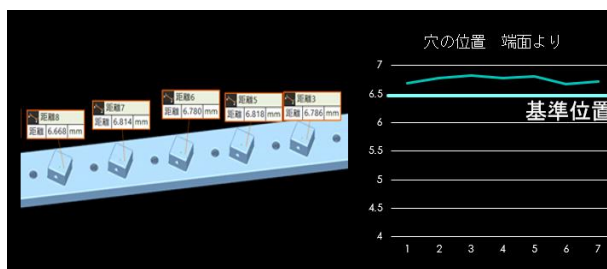 距離8
距離 6.668 mm
距離7
距離 6.814 mm
距離6
距離 6.780 mm
距離5
距離 6.818 mm
距離3
距離 6.786 mm
穴の位置 端面より
7
6.5
6
5.5
5
4.5
4
基準位置
1 2 3 4 5 6 7